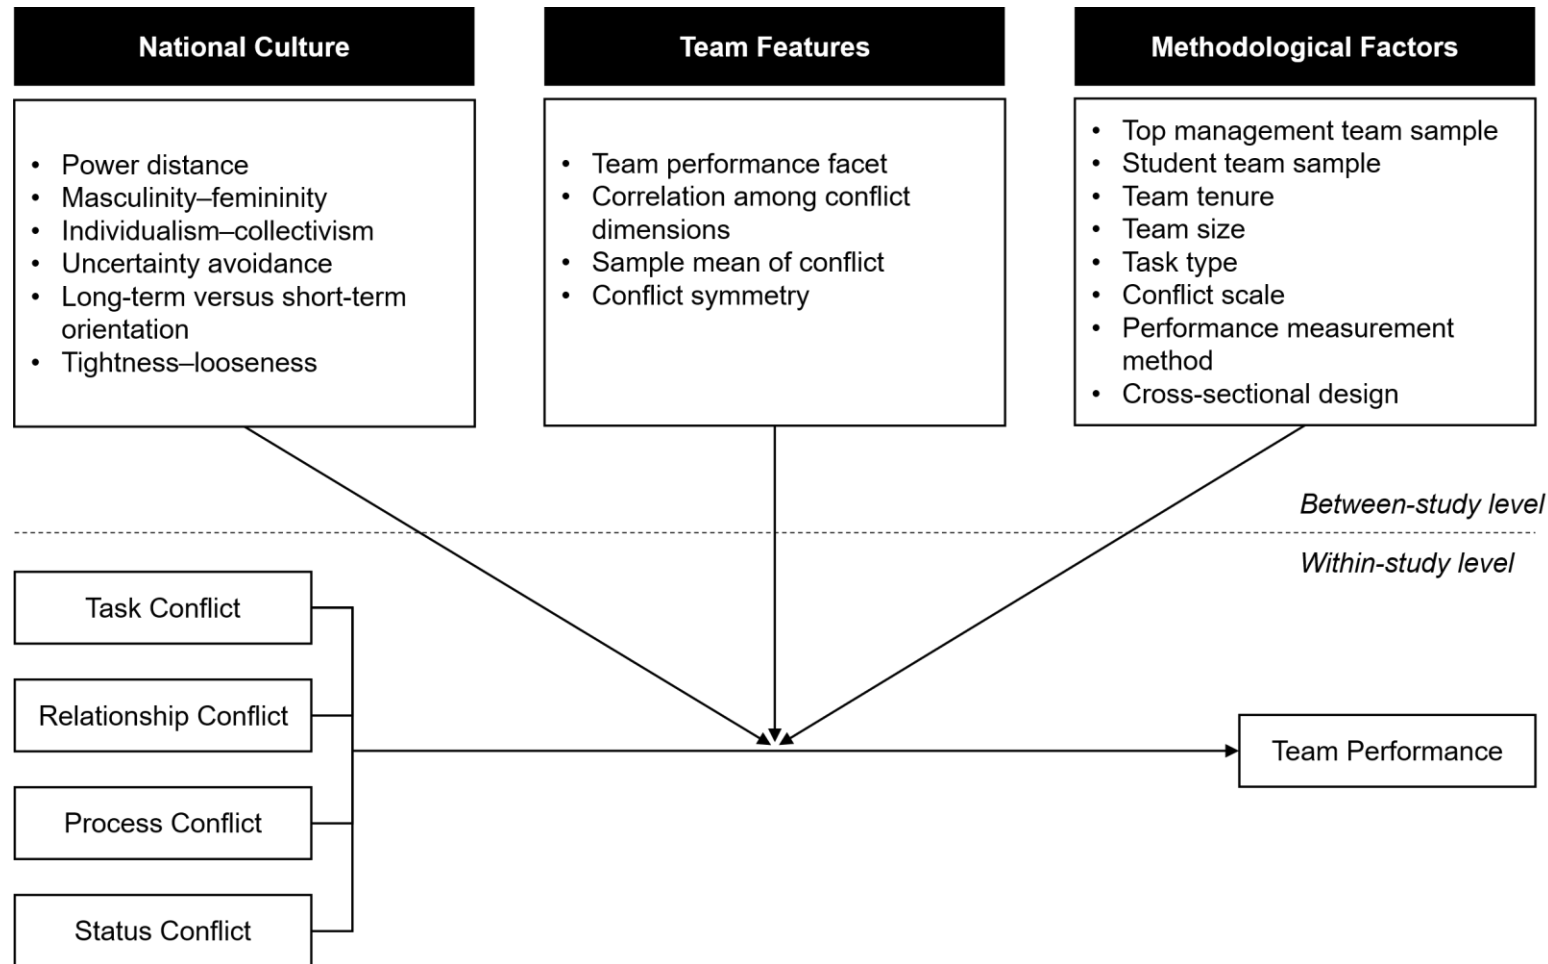 National Culture
• Power distance
• Masculinity–femininity
• Individualism–collectivism
• Uncertainty avoidance
• Long-term versus short-term
orientation
• Tightness–looseness
Team Features
• Team performance facet
• Correlation among conflict
dimensions
• Sample mean of conflict
• Conflict symmetry
Methodological Factors
• Top management team sample
• Student team sample
• Team tenure
• Team size
• Task type
• Conflict scale
• Performance measurement
method
• Cross-sectional design
Between-study level
Within-study level
Task Conflict
Relationship Conflict
Process Conflict
Status Conflict
Team Performance